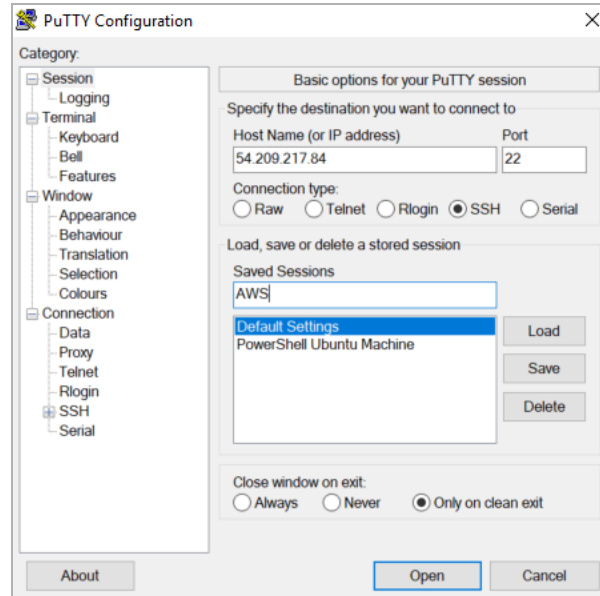 PuTTY Configuration
Category:
Session
Logging
Terminal
Keyboard
Bell
Features
Window
Appearance
Behaviour
Translation
Selection
Colours
Connection
Data
Proxy
Telnet
Rlogin
SSH
Serial
Basic options for your PuTTY session
Specify the destination you want to connect to
Host Name (or IP address) Port
54.209.217.84 22
Connection type:
Raw Telnet Rlogin SSH Serial
Load, save or delete a stored session
Saved Sessions
AWS
Default Settings
PowerShell Ubuntu Machine
Load
Save
Delete
Close window on exit:
Always Never Only on clean exit
About Open Cancel